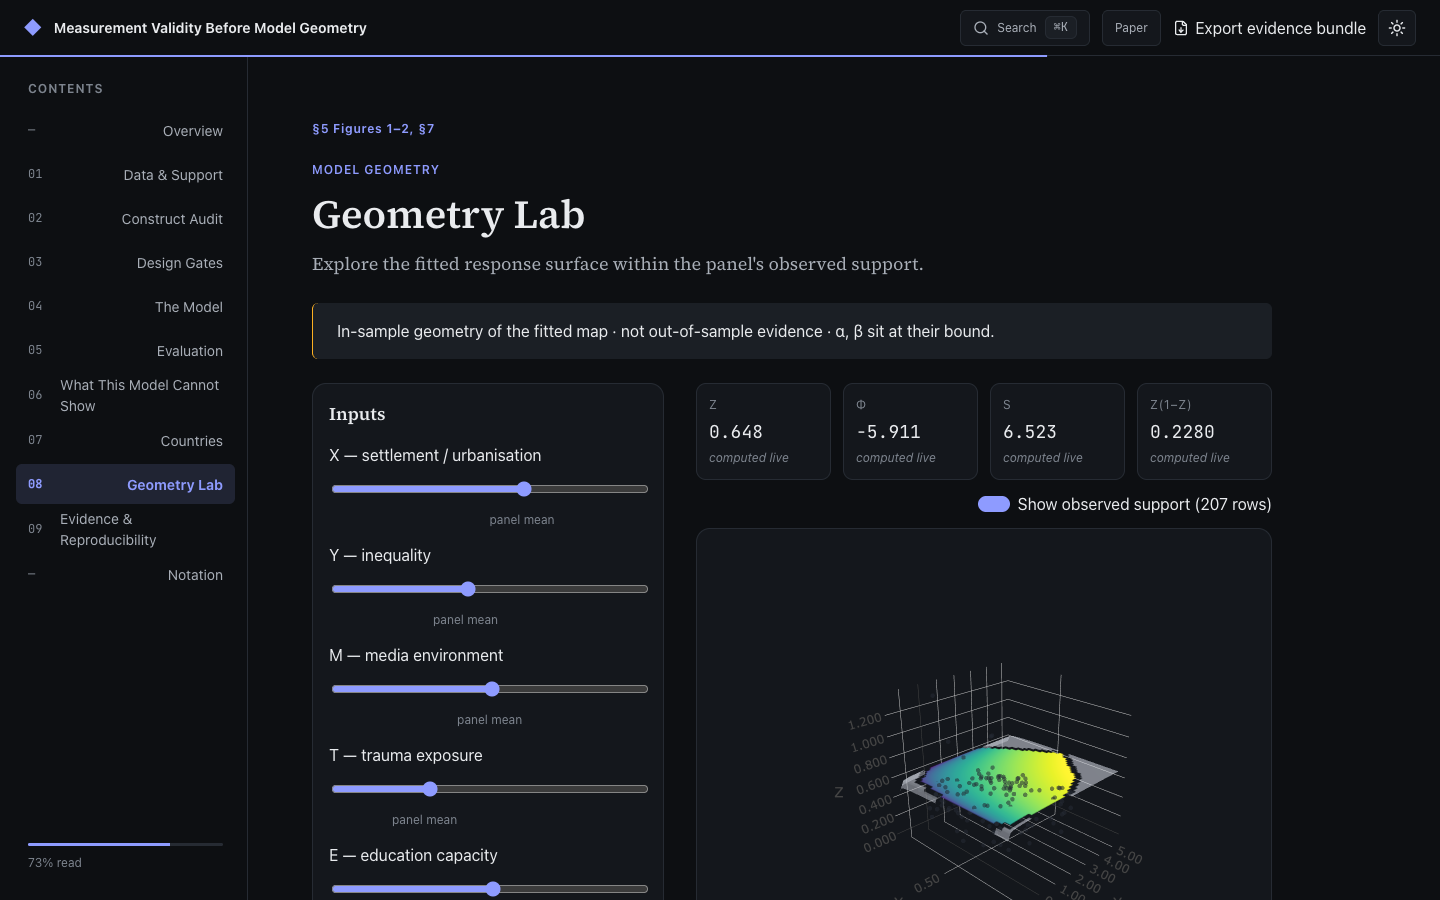 Measurement Validity Before Model Geometry
Search ⌘K
Paper
Export evidence bundle
CONTENTS
— Overview
01 Data & Support
02 Construct Audit
03 Design Gates
04 The Model
05 Evaluation
06 What This Model Cannot
Show
07 Countries
08 Geometry Lab
09 Evidence &
Reproducibility
— Notation
73% read
§5 Figures 1–2, §7
MODEL GEOMETRY
Geometry Lab
Explore the fitted response surface within the panel's observed support.
In-sample geometry of the fitted map · not out-of-sample evidence · α, β sit at their bound.
Inputs
X — settlement / urbanisation
panel mean
Y — inequality
panel mean
M — media environment
panel mean
T — trauma exposure
panel mean
E — education capacity
Z
0.648
computed live
Φ
-5.911
computed live
S
6.523
computed live
Z(1−Z)
0.2280
computed live
Show observed support (207 rows)
1.200
1.000
0.800
0.600
0.400
0.200
0.000
Z
0.50
5.00
4.00
3.00
2.00
1.00